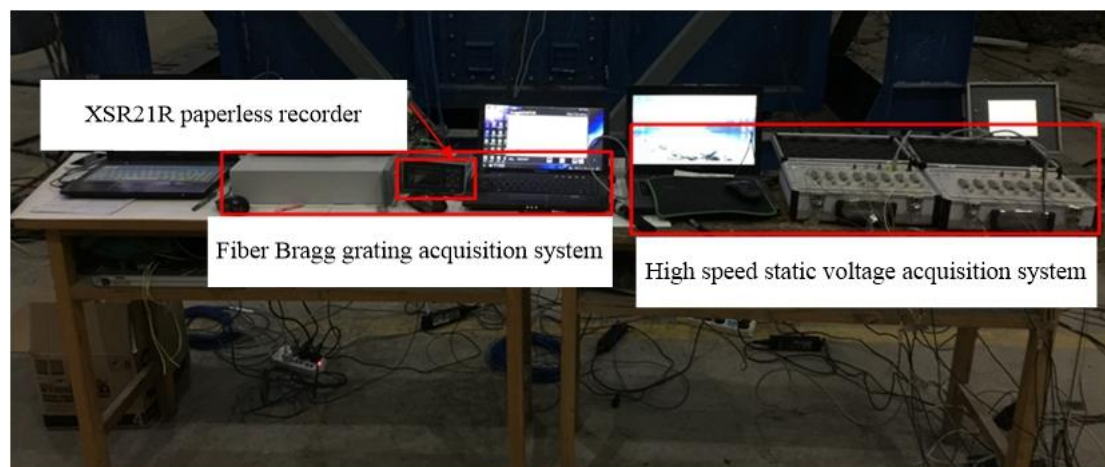 XSR21R paperless recorder
Fiber Bragg grating acquisition system
High speed static voltage acquisition system